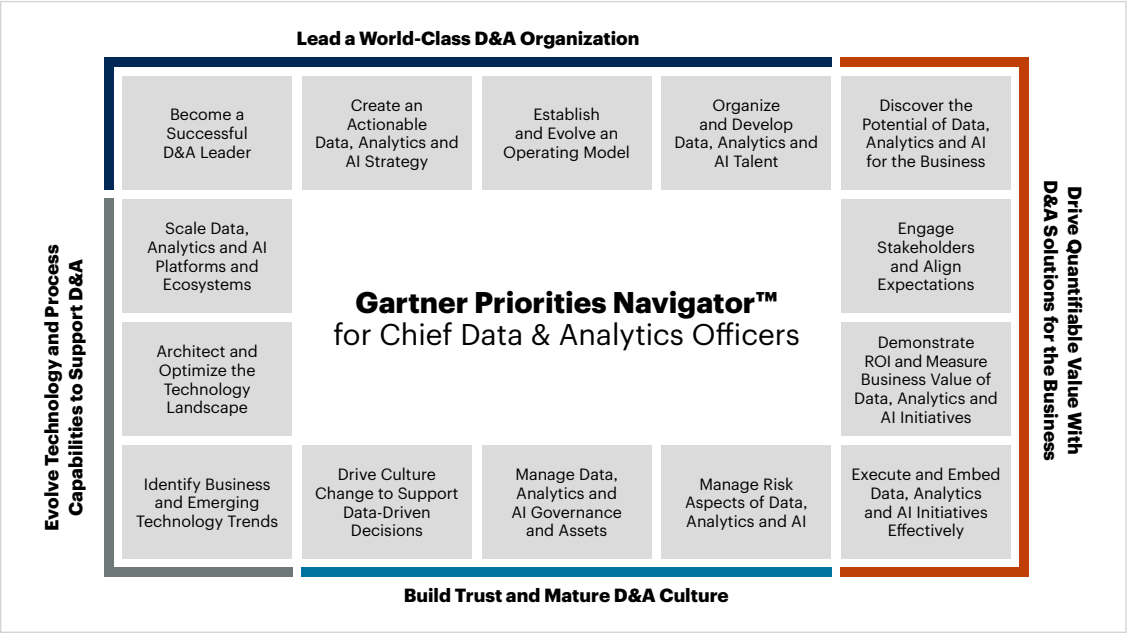 Lead a World-Class D&A Organization
Become a
Successful
D&A Leader
Create an
Actionable
Data, Analytics and
AI Strategy
Establish
and Evolve an
Operating Model
Organize
and Develop
Data, Analytics and
AI Talent
Discover the
Potential of Data,
Analytics and AI
for the Business
Scale Data,
Analytics and AI
Platforms and
Ecosystems
Engage
Stakeholders
and Align
Expectations
Drive Quantifiable Value With
D&A Solutions for the Business
Evolve Technology and Process
Capabilities to Support D&A
Gartner Priorities Navigator™
for Chief Data & Analytics Officers
Architect and
Optimize the
Technology
Landscape
Demonstrate
ROI and Measure
Business Value of
Data, Analytics and
AI Initiatives
Identify Business
and Emerging
Technology Trends
Drive Culture
Change to Support
Data-Driven
Decisions
Manage Data,
Analytics and
AI Governance
and Assets
Manage Risk
Aspects of Data,
Analytics and AI
Execute and Embed
Data, Analytics
and AI Initiatives
Effectively
Build Trust and Mature D&A Culture